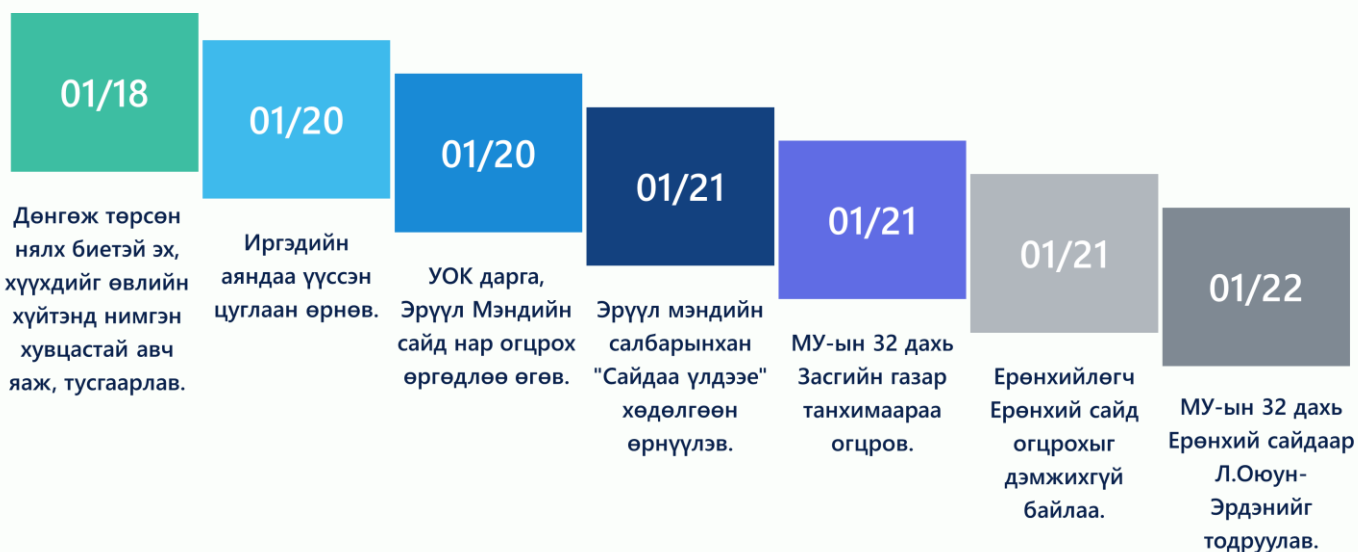 01/18
Дөнгөж төрсөн
нялх биетэй эх,
хүүхдийг өвлийн
хүйтэнд нимгэн
хувцастай авч
яаж, тусгаарлав.
01/20
Иргэдийн
аяндаа үүссэн
цуглаан өрнөв.
01/20
УОК дарга,
Эрүүл Мэндийн
сайд нар огцрох
өргөдлөө өгөв.
01/21
Эрүүл мэндийн
салбарынхан
"Сайдаа үлдээе"
хөдөлгөөн
өрнүүлэв.
01/21
МУ-ын 32 дахь
Засгийн газар
танхимаараа
огцров.
01/21
Ерөнхийлөгч
Ерөнхий сайд
огцрохыг
дэмжихгүй
байлаа.
01/22
МУ-ын 32 дахь
Ерөнхий сайдаар
Л.Оюун-
Эрдэнийг
тодруулав.